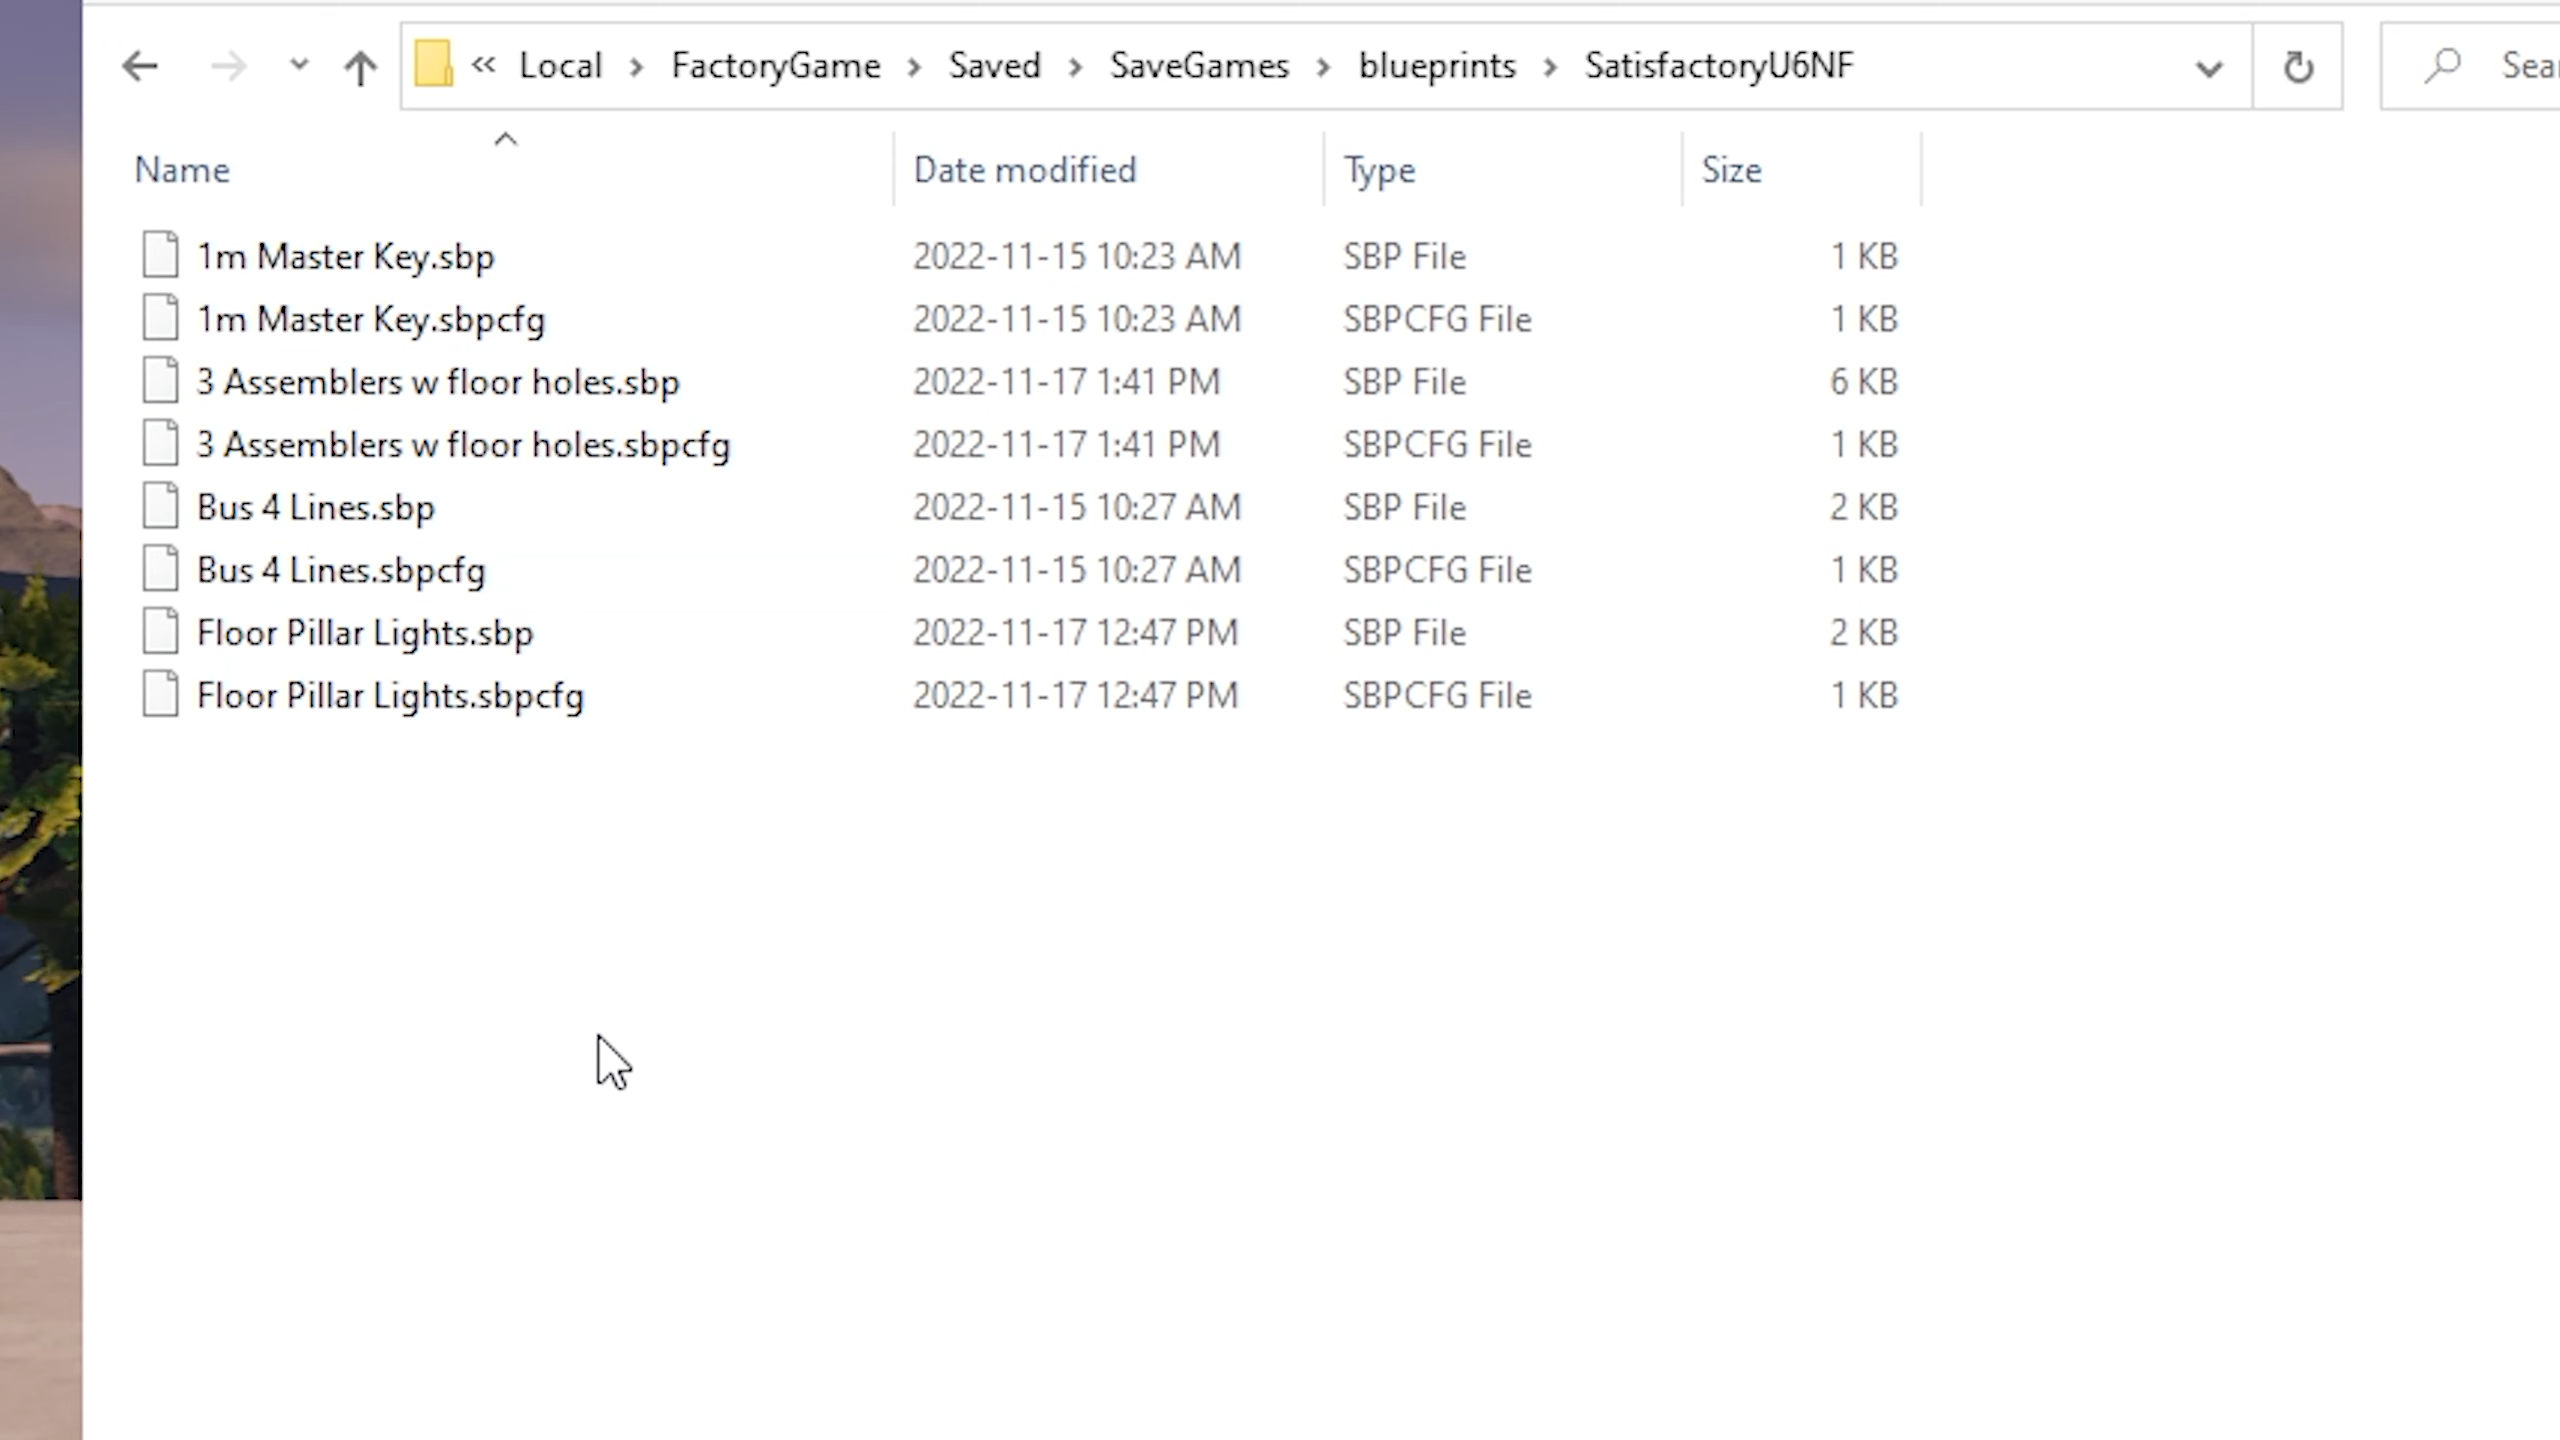 « Local > FactoryGame > Saved > SaveGames > blueprints > SatisfactoryU6NF
Name Date modified Type Size
1m Master Key.sbp 2022-11-15 10:23 AM SBP File 1 KB
1m Master Key.sbpcfg 2022-11-15 10:23 AM SBPCFG File 1 KB
3 Assemblers w floor holes.sbp 2022-11-17 1:41 PM SBP File 6 KB
3 Assemblers w floor holes.sbpcfg 2022-11-17 1:41 PM SBPCFG File 1 KB
Bus 4 Lines.sbp 2022-11-15 10:27 AM SBP File 2 KB
Bus 4 Lines.sbpcfg 2022-11-15 10:27 AM SBPCFG File 1 KB
Floor Pillar Lights.sbp 2022-11-17 12:47 PM SBP File 2 KB
Floor Pillar Lights.sbpcfg 2022-11-17 12:47 PM SBPCFG File 1 KB